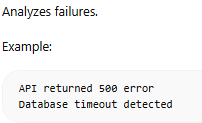 Analyzes failures.
Example:
API returned 500 error
Database timeout detected